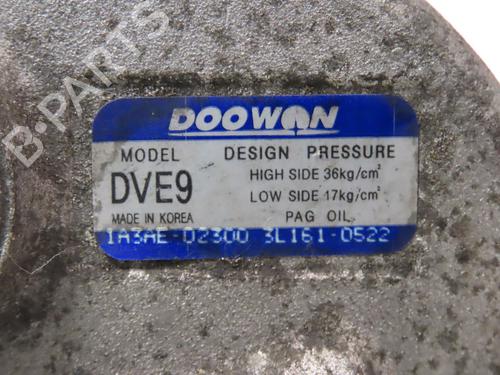 B-PARTS
DOOWON
MODEL DESIGN PRESSURE
DVE9 HIGH SIDE 36kg/cm²
LOW SIDE 17kg/cm²
MADE IN KOREA PAG OIL
1A3AE-02300 3L161-0522